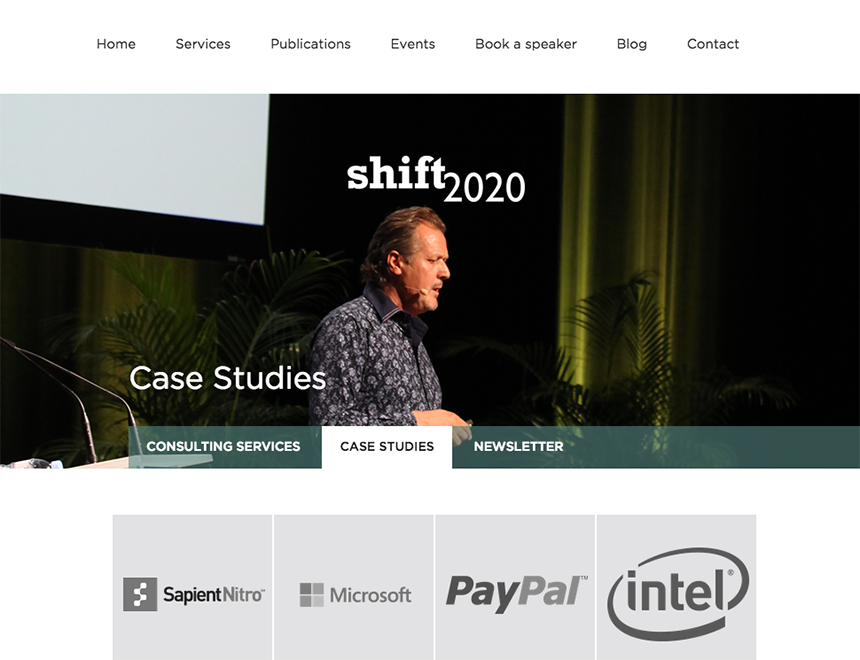 Home Services Publications Events Book a speaker Blog Contact
shift2020
Case Studies
CONSULTING SERVICES CASE STUDIES NEWSLETTER
SapientNitro™ Microsoft PayPal™ intel®